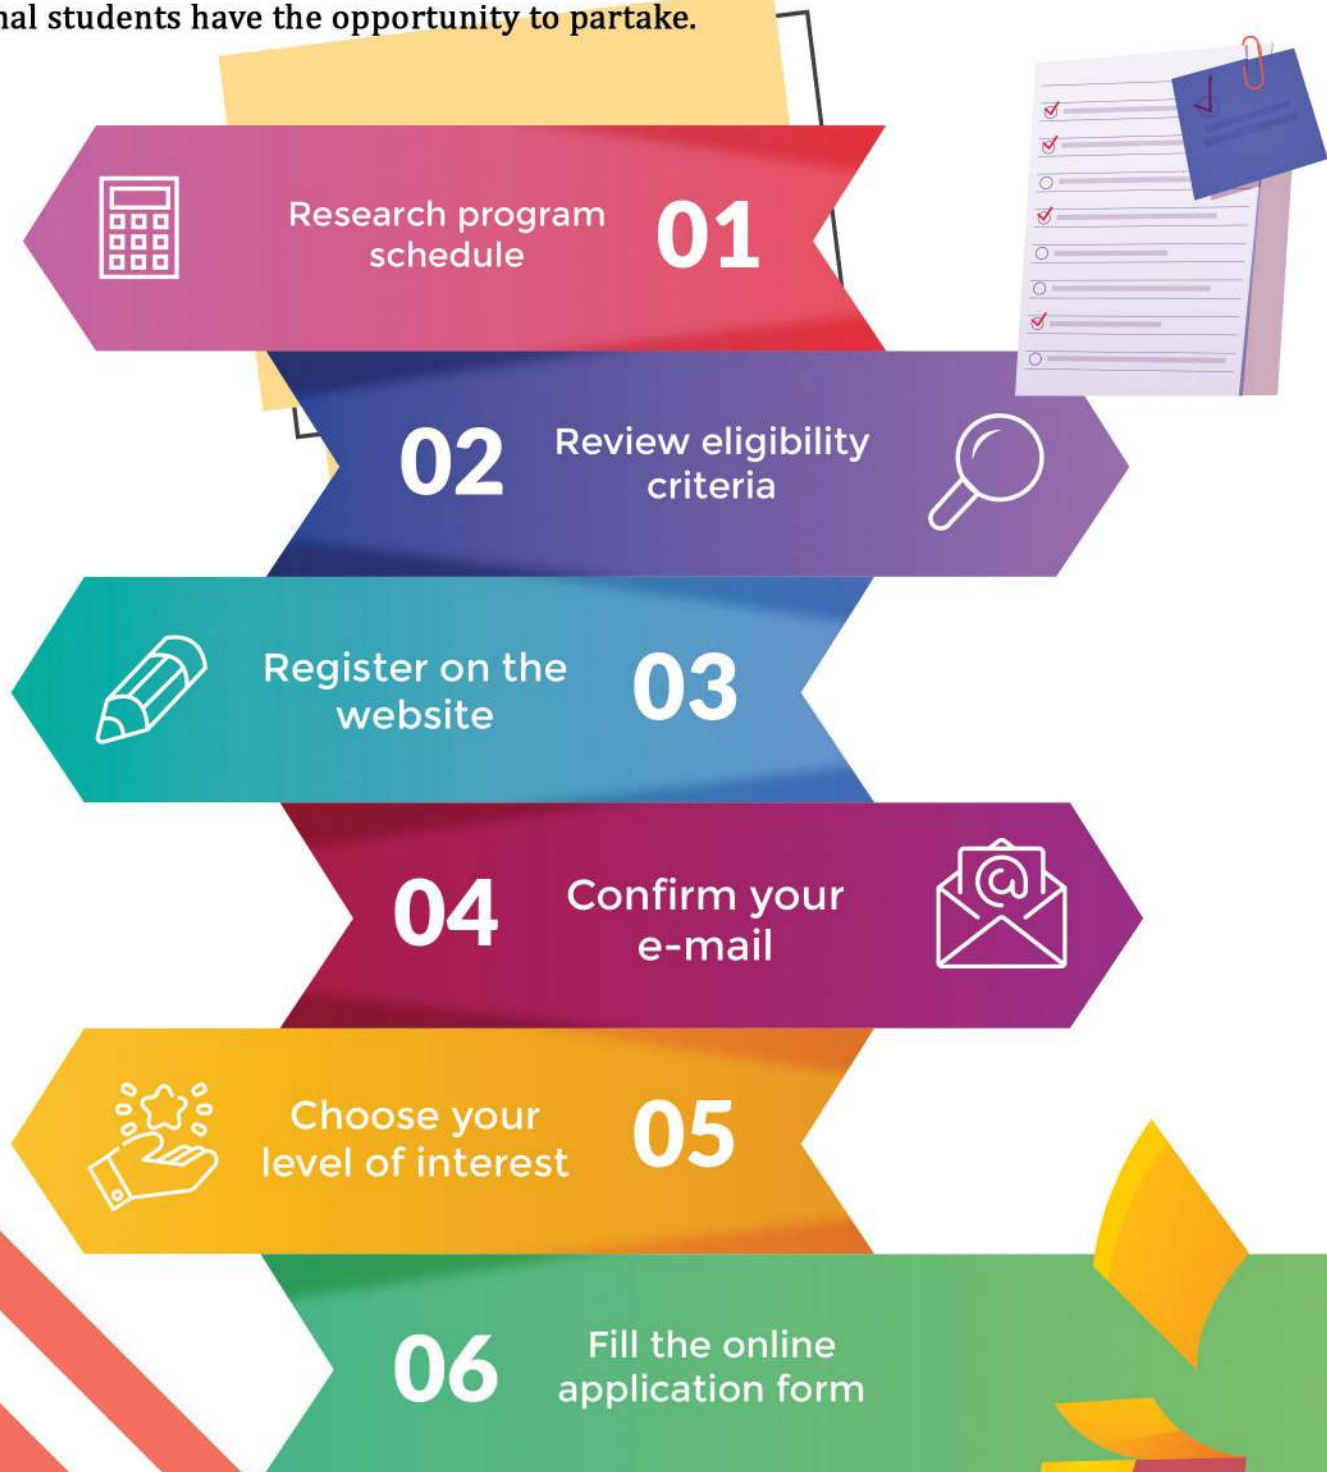 students have the opportunity to partake.
Research program
schedule
01
02
Review eligibility
criteria
Register on the
website
03
04
Confirm your
e-mail
Choose your
level of interest
05
06
Fill the online
application form